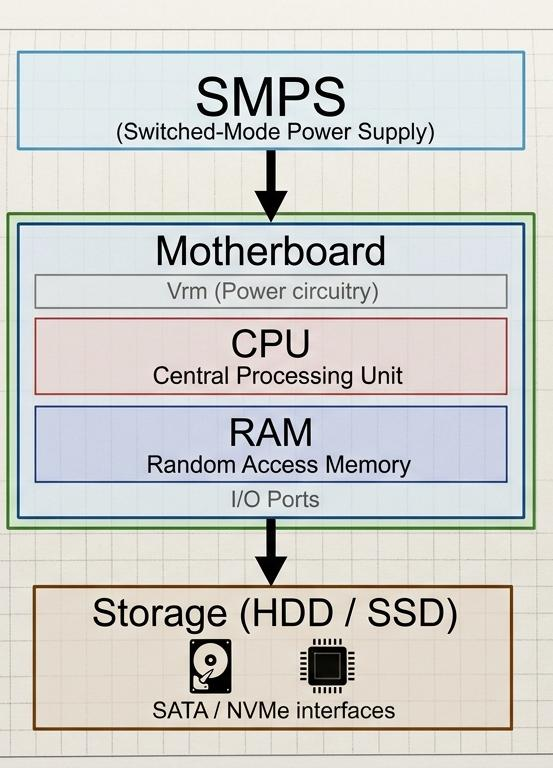 SMPS
(Switched-Mode Power Supply)
Motherboard
Vrm (Power circuitry)
CPU
Central Processing Unit
RAM
Random Access Memory
I/O Ports
Storage (HDD / SSD)
SATA / NVMe interfaces